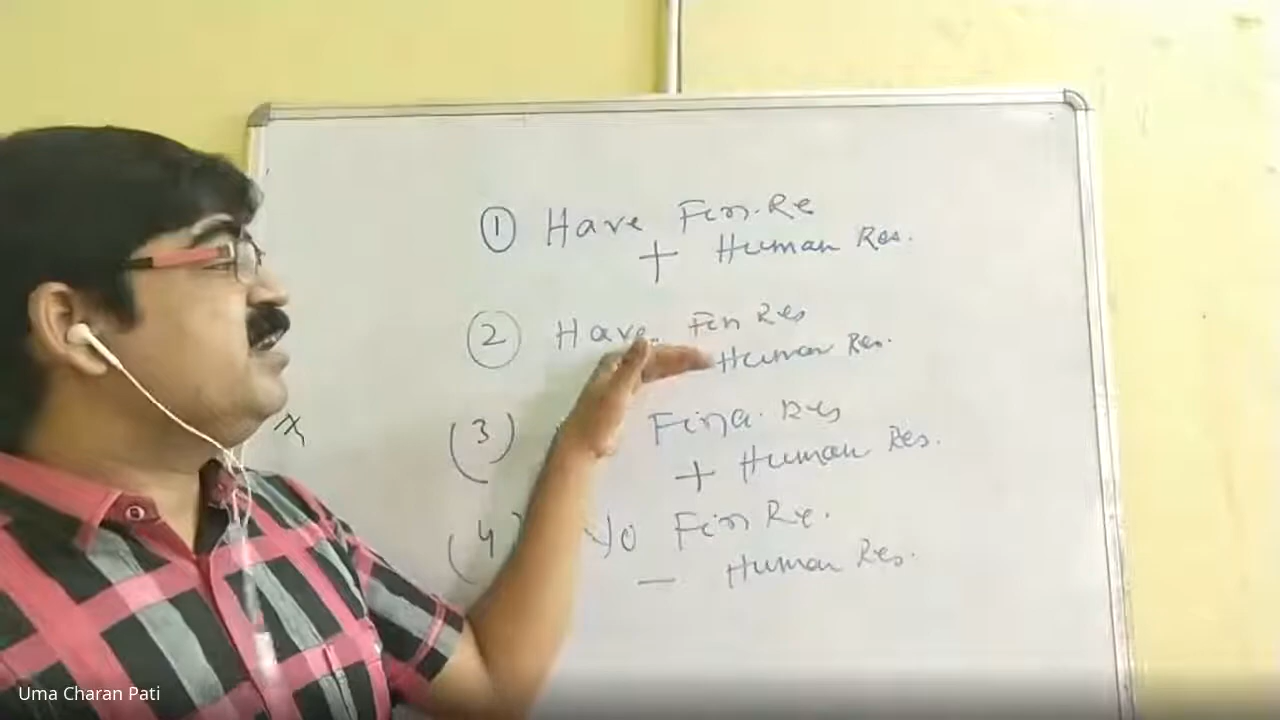 ① Have Fin.Re
+ Human Res.
② Have Fin Res
Human Res.
(3) Fina. Res
+ Human Res.
(4) No Fin Re.
— Human Res.
Uma Charan Pati